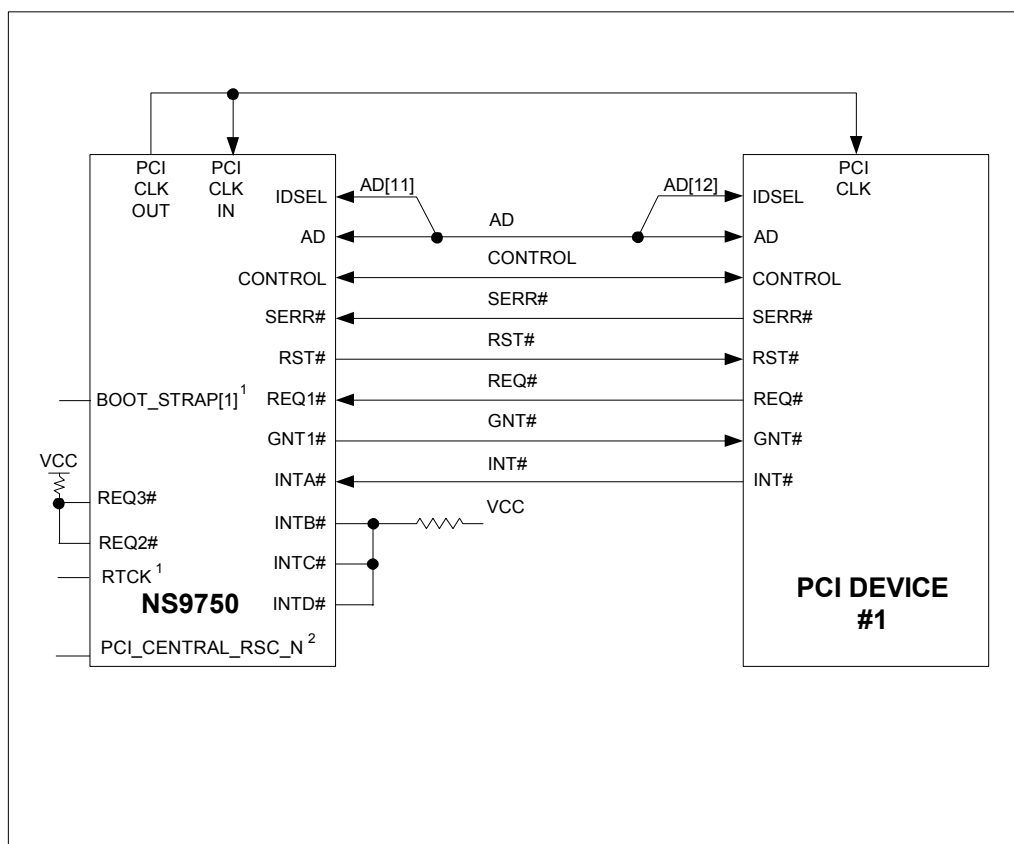 PCI CLK OUT
PCI CLK IN
PCI CLK
IDSEL
AD[11]
AD[12]
IDSEL
AD
AD
AD
CONTROL
CONTROL
CONTROL
SERR#
SERR#
SERR#
RST#
RST#
RST#
BOOT_STRAP[1]1
REQ1#
REQ#
REQ#
GNT1#
GNT#
GNT#
VCC
INTA#
INT#
INT#
REQ3#
INTB#
VCC
REQ2#
INTC#
RTCK1
NS9750
INTD#
PCI DEVICE
#1
PCI_CENTRAL_RSC_N2